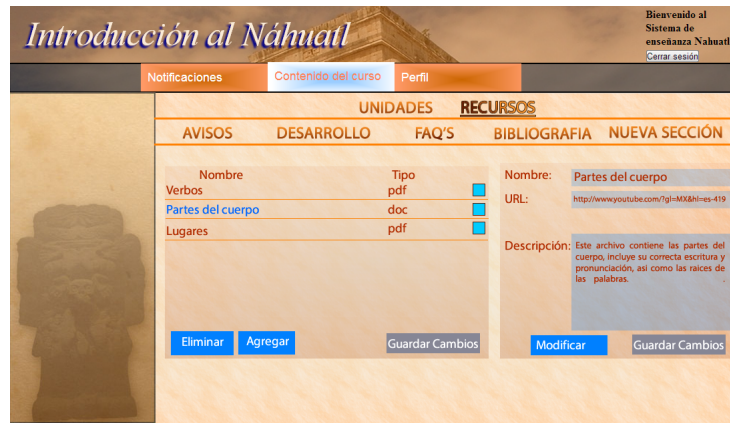 Introducción al Náhuatl
Bienvenido al
Sistema de
enseñanza Nahuatl
Cerrar sesión
Notificaciones Contenido del curso Perfil
UNIDADES RECURSOS
AVISOS DESARROLLO FAQ'S BIBLIOGRAFIA NUEVA SECCIÓN
Nombre Tipo
Verbos pdf
Partes del cuerpo doc
Lugares pdf
Eliminar Agregar Guardar Cambios
Nombre: Partes del cuerpo
URL: http://www.youtube.com/?gl=MX&hl=es-419
Descripción: Este archivo contiene las partes del
cuerpo, incluye su correcta escritura y
pronunciación, asi como las raices de
las palabras. .
Modificar Guardar Cambios